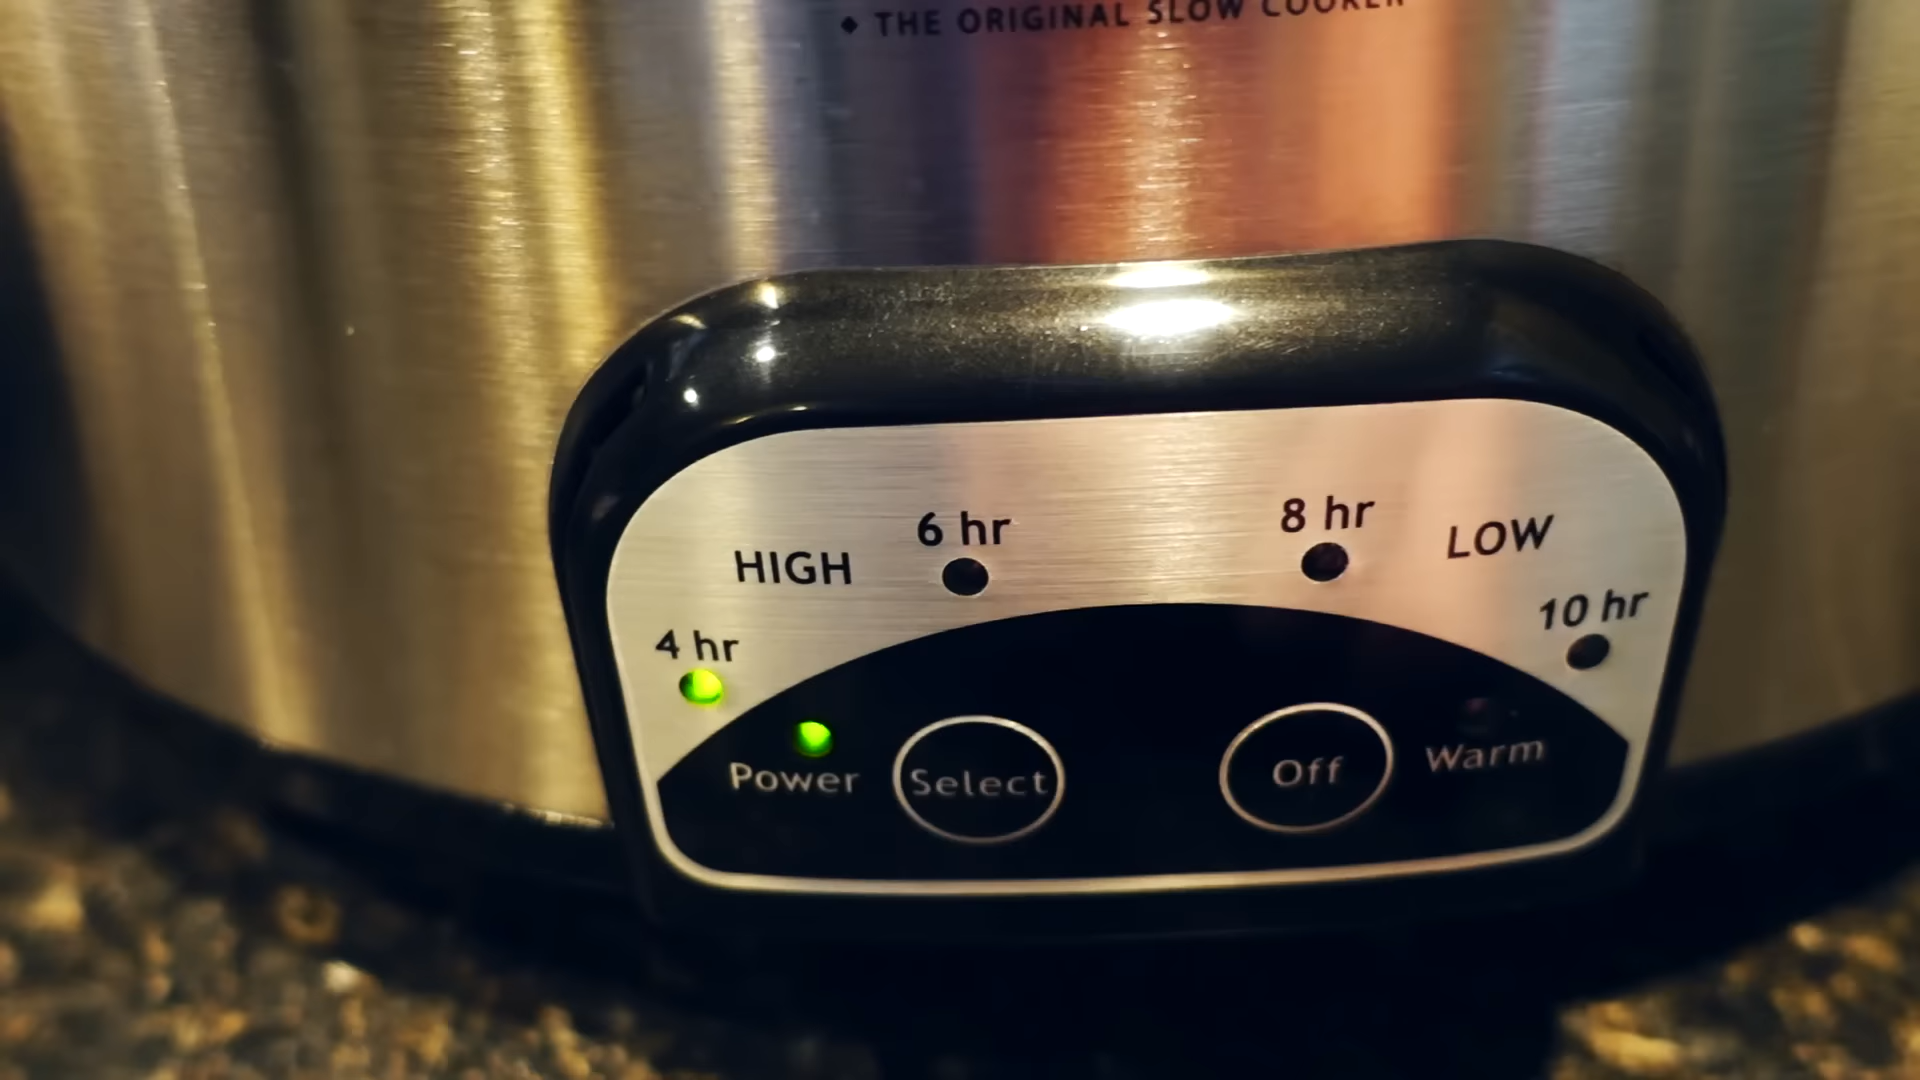 ◆ THE ORIGINAL SLOW COOKER
6 hr
8 hr
HIGH
LOW
4 hr
10 hr
Power
Select
Off
Warm